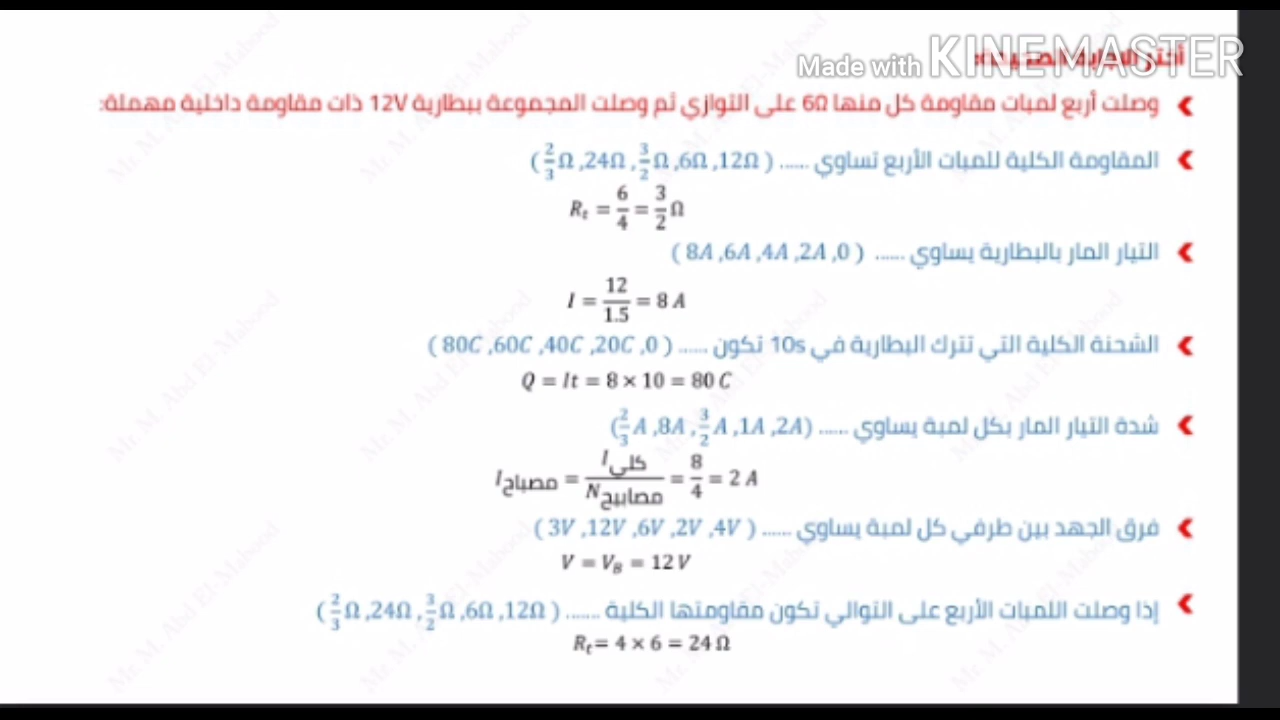 Made with KINEMASTER
وصلت أربع لمبات مقاومة كل منها 6Ω على التوازي ثم وصلت المجموعة ببطارية 12V ذات مقاومة داخلية مهملة:
المقاومة الكلية للمبات الأربع تساوي ...... ( 12Ω, 6Ω, 3/2 Ω, 24Ω, 2/3 Ω)
R_t = 6/4 = 3/2 Ω
التيار المار بالبطارية يساوي ...... ( 0, 2A, 4A, 6A, 8A )
I = 12/1.5 = 8 A
الشحنة الكلية التي تترك البطارية في 10s تكون ...... ( 0, 20C, 40C, 60C, 80C )
Q = It = 8 × 10 = 80 C
شدة التيار المار بكل لمبة يساوي ...... (2A, 1A, 3/2 A, 8A, 2/3 A)
I مصباح = I كلي / N مصابيح = 8/4 = 2 A
فرق الجهد بين طرفي كل لمبة يساوي ...... ( 4V, 2V, 6V, 12V, 3V )
V = V_B = 12 V
إذا وصلت اللمبات الأربع على التوالي تكون مقاومتها الكلية ...... ( 12Ω, 6Ω, 3/2 Ω, 24Ω, 2/3 Ω)
R_t = 4 × 6 = 24 Ω
Mr. M. Abd El-Mabood